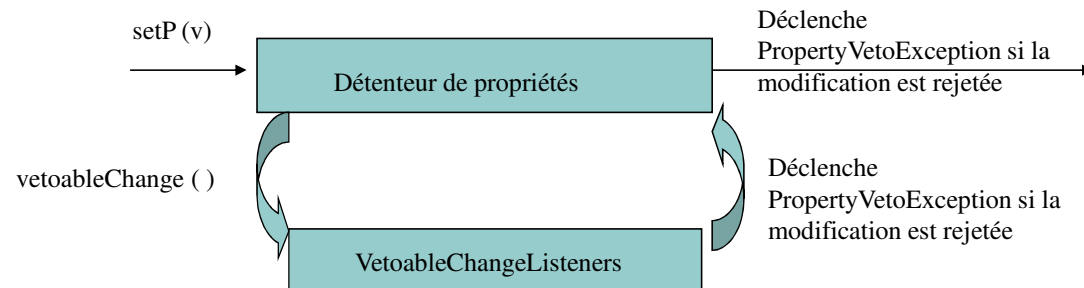 setP (v)
Déclenche
PropertyVetoException si la
modification est rejetée
Détenteur de propriétés
vetoableChange ( )
Déclenche
PropertyVetoException si la
modification est rejetée
VetoableChangeListeners